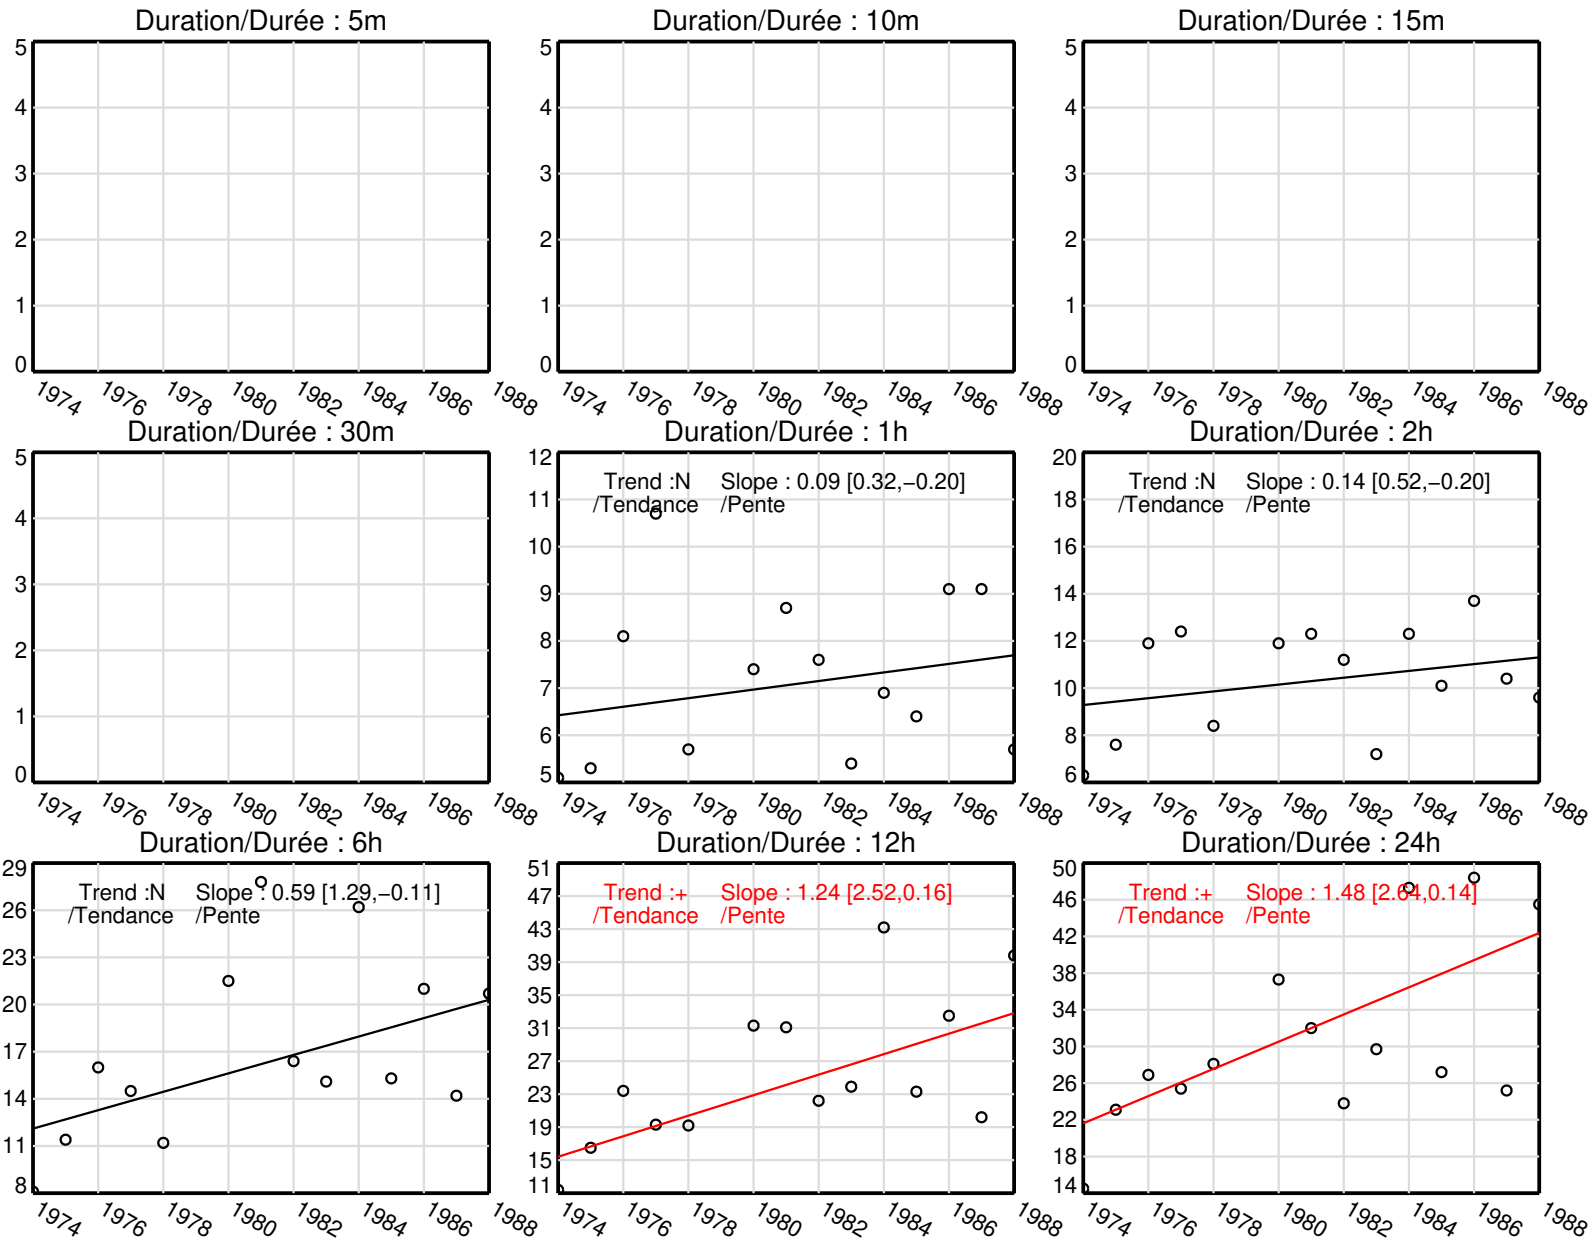 Duration/Durée : 5m
5
4
3
2
1
0
1974 1976 1978 1980 1982 1984 1986 1988
Duration/Durée : 10m
5
4
3
2
1
0
1974 1976 1978 1980 1982 1984 1986 1988
Duration/Durée : 15m
5
4
3
2
1
0
1974 1976 1978 1980 1982 1984 1986 1988
Duration/Durée : 30m
5
4
3
2
1
0
1974 1976 1978 1980 1982 1984 1986 1988
Duration/Durée : 1h
Trend :N Slope : 0.09 [0.32,−0.20]
/Tendance /Pente
12
11
10
9
8
7
6
5
1974 1976 1978 1980 1982 1984 1986 1988
Duration/Durée : 2h
Trend :N Slope : 0.14 [0.52,−0.20]
/Tendance /Pente
20
18
16
14
12
10
8
6
1974 1976 1978 1980 1982 1984 1986 1988
Duration/Durée : 6h
Trend :N Slope : 0.59 [1.29,−0.11]
/Tendance /Pente
29
26
23
20
17
14
11
8
1974 1976 1978 1980 1982 1984 1986 1988
Duration/Durée : 12h
Trend :+ Slope : 1.24 [2.52,0.16]
/Tendance /Pente
51
47
43
39
35
31
27
23
19
15
11
1974 1976 1978 1980 1982 1984 1986 1988
Duration/Durée : 24h
Trend :+ Slope : 1.48 [2.64,0.14]
/Tendance /Pente
50
46
42
38
34
30
26
22
18
14
1974 1976 1978 1980 1982 1984 1986 1988